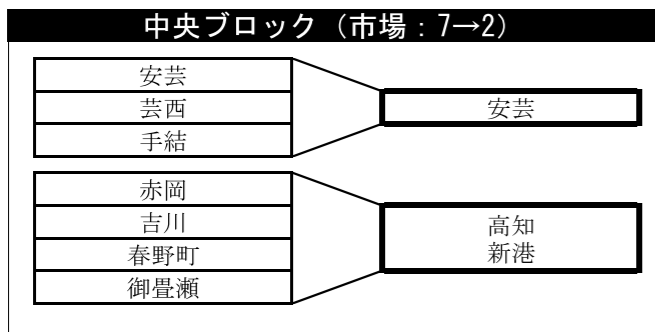 中央ブロック（市場：7→2）
安芸
芸西
手結
安芸
赤岡
吉川
春野町
御畳瀬
高知
新港